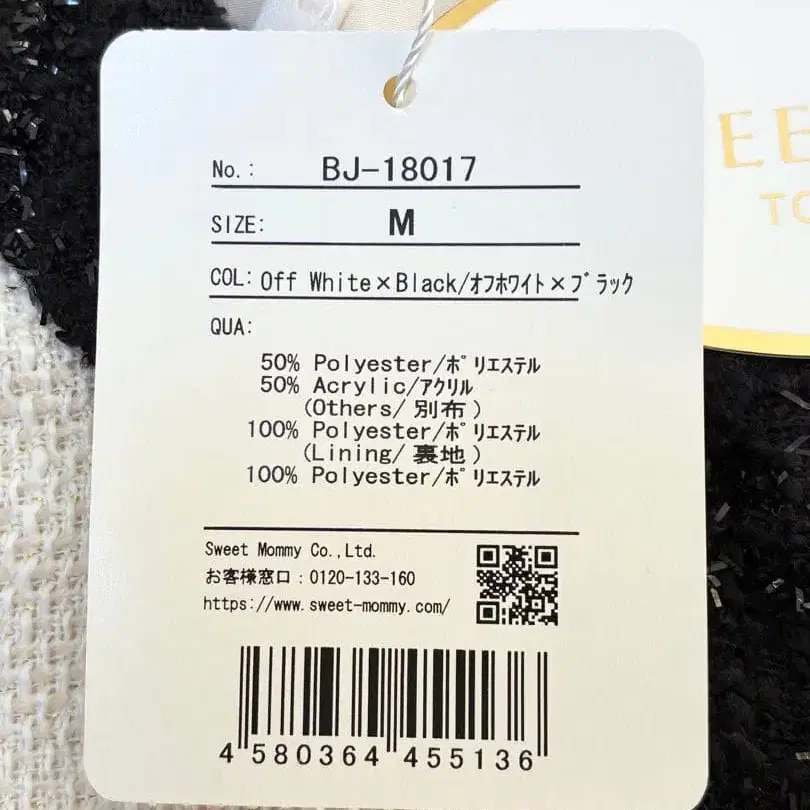 No.: BJ-18017
SIZE: M
COL: Off White×Black/オフホワイト×ブラック
QUA:
50% Polyester/ポリエステル
50% Acrylic/アクリル
(Others/別布)
100% Polyester/ポリエステル
(Lining/裏地)
100% Polyester/ポリエステル
Sweet Mommy Co.,Ltd.
お客様窓口：0120-133-160
https://www.sweet-mommy.com/
4 580364 455136